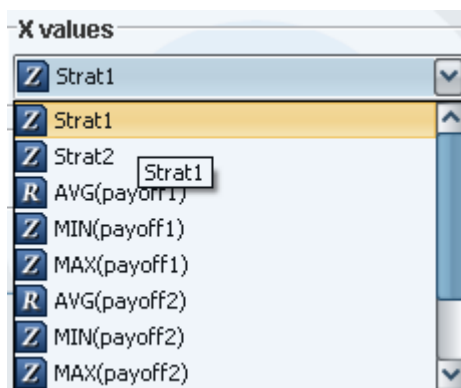 X values
Z Strat1
Z Strat1
Z Strat2
Strat1
R AVG(payoff1)
Z MIN(payoff1)
Z MAX(payoff1)
R AVG(payoff2)
Z MIN(payoff2)
Z MAX(payoff2)